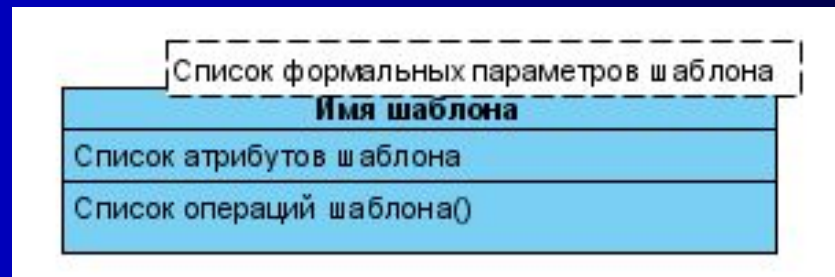 Список формальных параметров шаблона
Имя шаблона
Список атрибутов шаблона
Список операций шаблона()